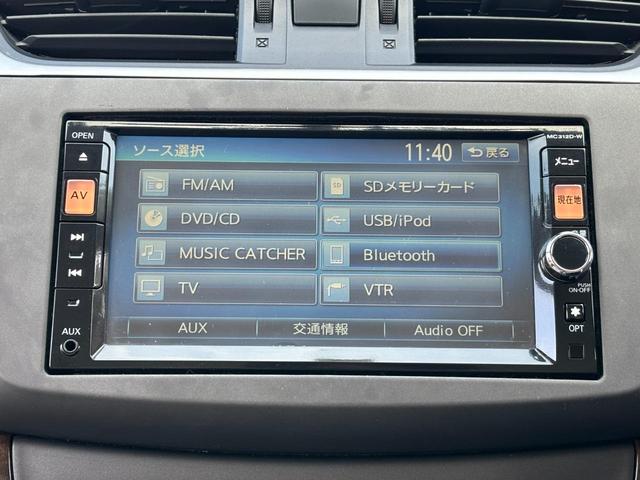 OPEN
MC312D-W
ソース選択
11:40
戻る
メニュー
AV
FM/AM
SD
SDメモリーカード
現在地
DVD/CD
USB/iPod
MUSIC CATCHER
Bluetooth
TV
VTR
PUSH
ON-OFF
AUX
AUX
交通情報
Audio OFF
OPT